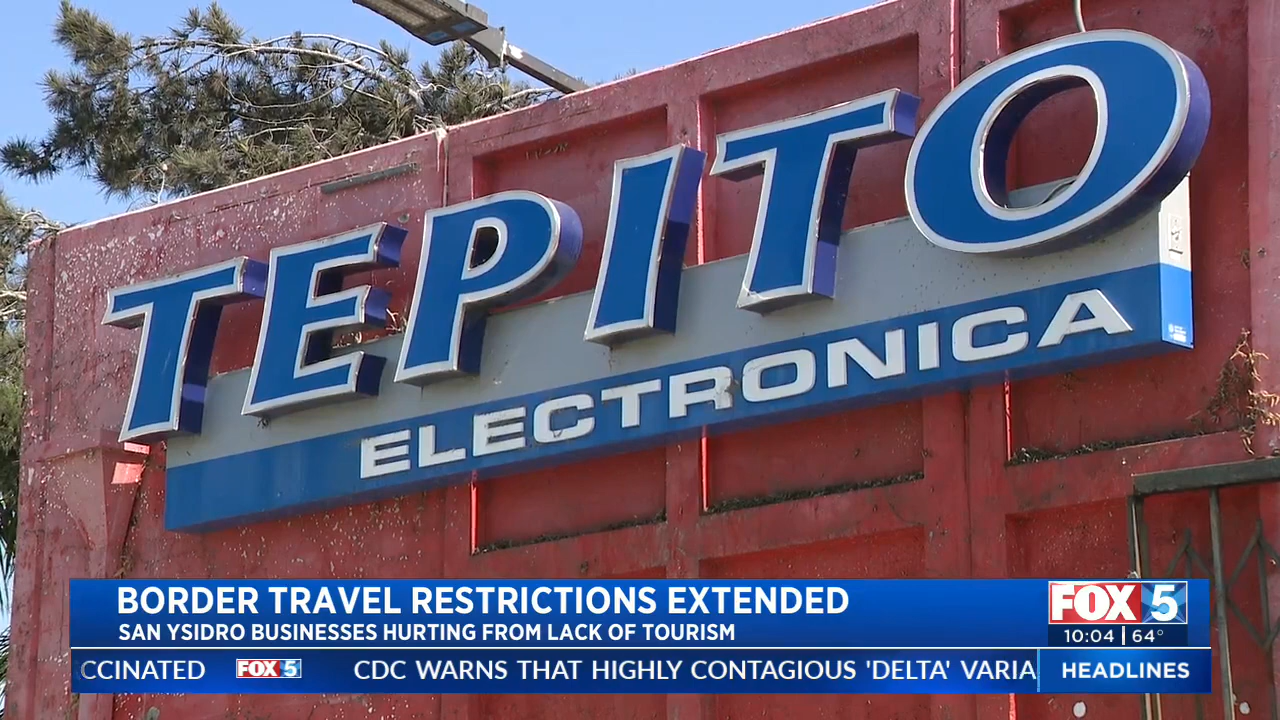 TEPITO
ELECTRONICA
BORDER TRAVEL RESTRICTIONS EXTENDED
SAN YSIDRO BUSINESSES HURTING FROM LACK OF TOURISM
FOX 5
10:04 | 64°
CCINATED FOX 5 CDC WARNS THAT HIGHLY CONTAGIOUS 'DELTA' VARIA
HEADLINES